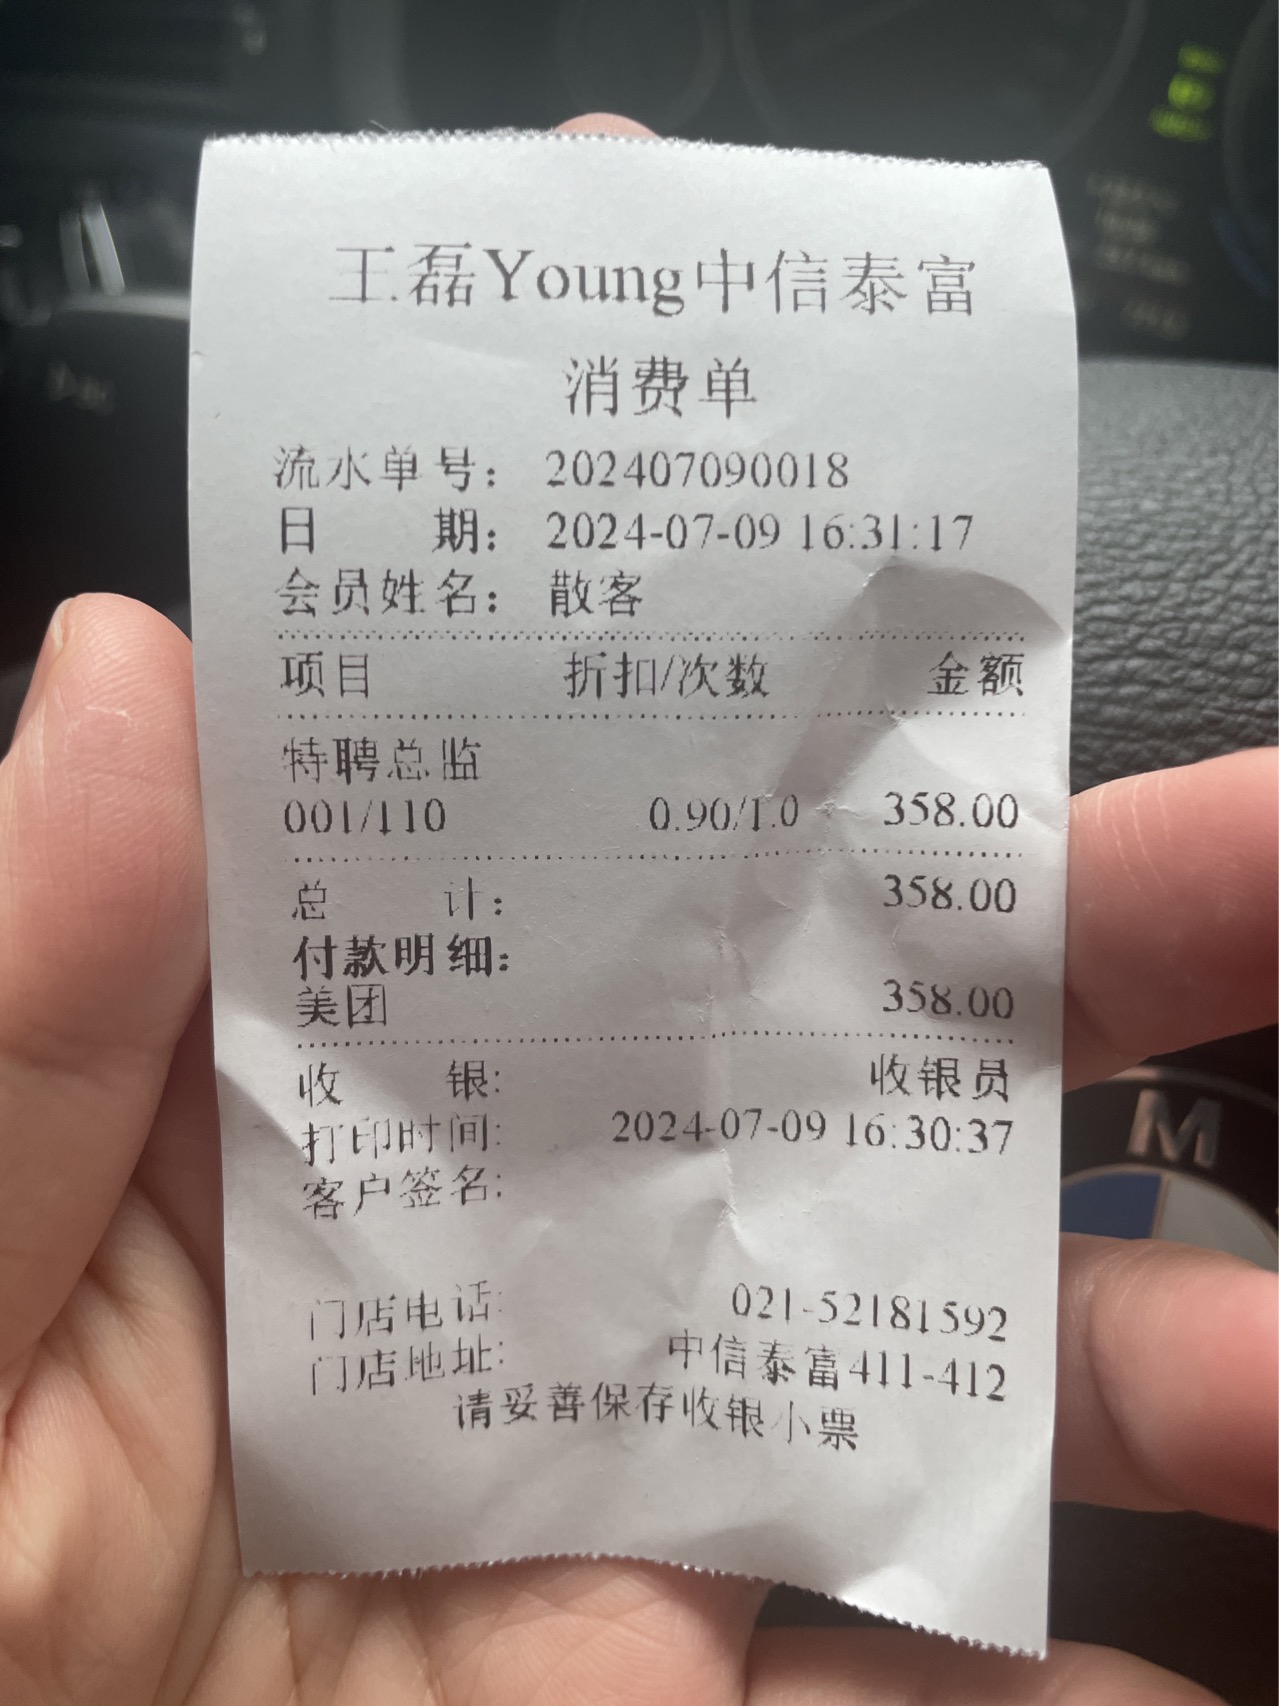 王磊Young中信泰富
消费单
流水单号： 202407090018
日 期： 2024-07-09 16:31:17
会员姓名： 散客
项目 折扣/次数 金额
特聘总监
001/110 0.90/1.0 358.00
总 计： 358.00
付款明细：
美团 358.00
收 银: 收银员
打印时间: 2024-07-09 16:30:37
客户签名:
门店电话: 021-52181592
门店地址: 中信泰富411-412
请妥善保存收银小票
M